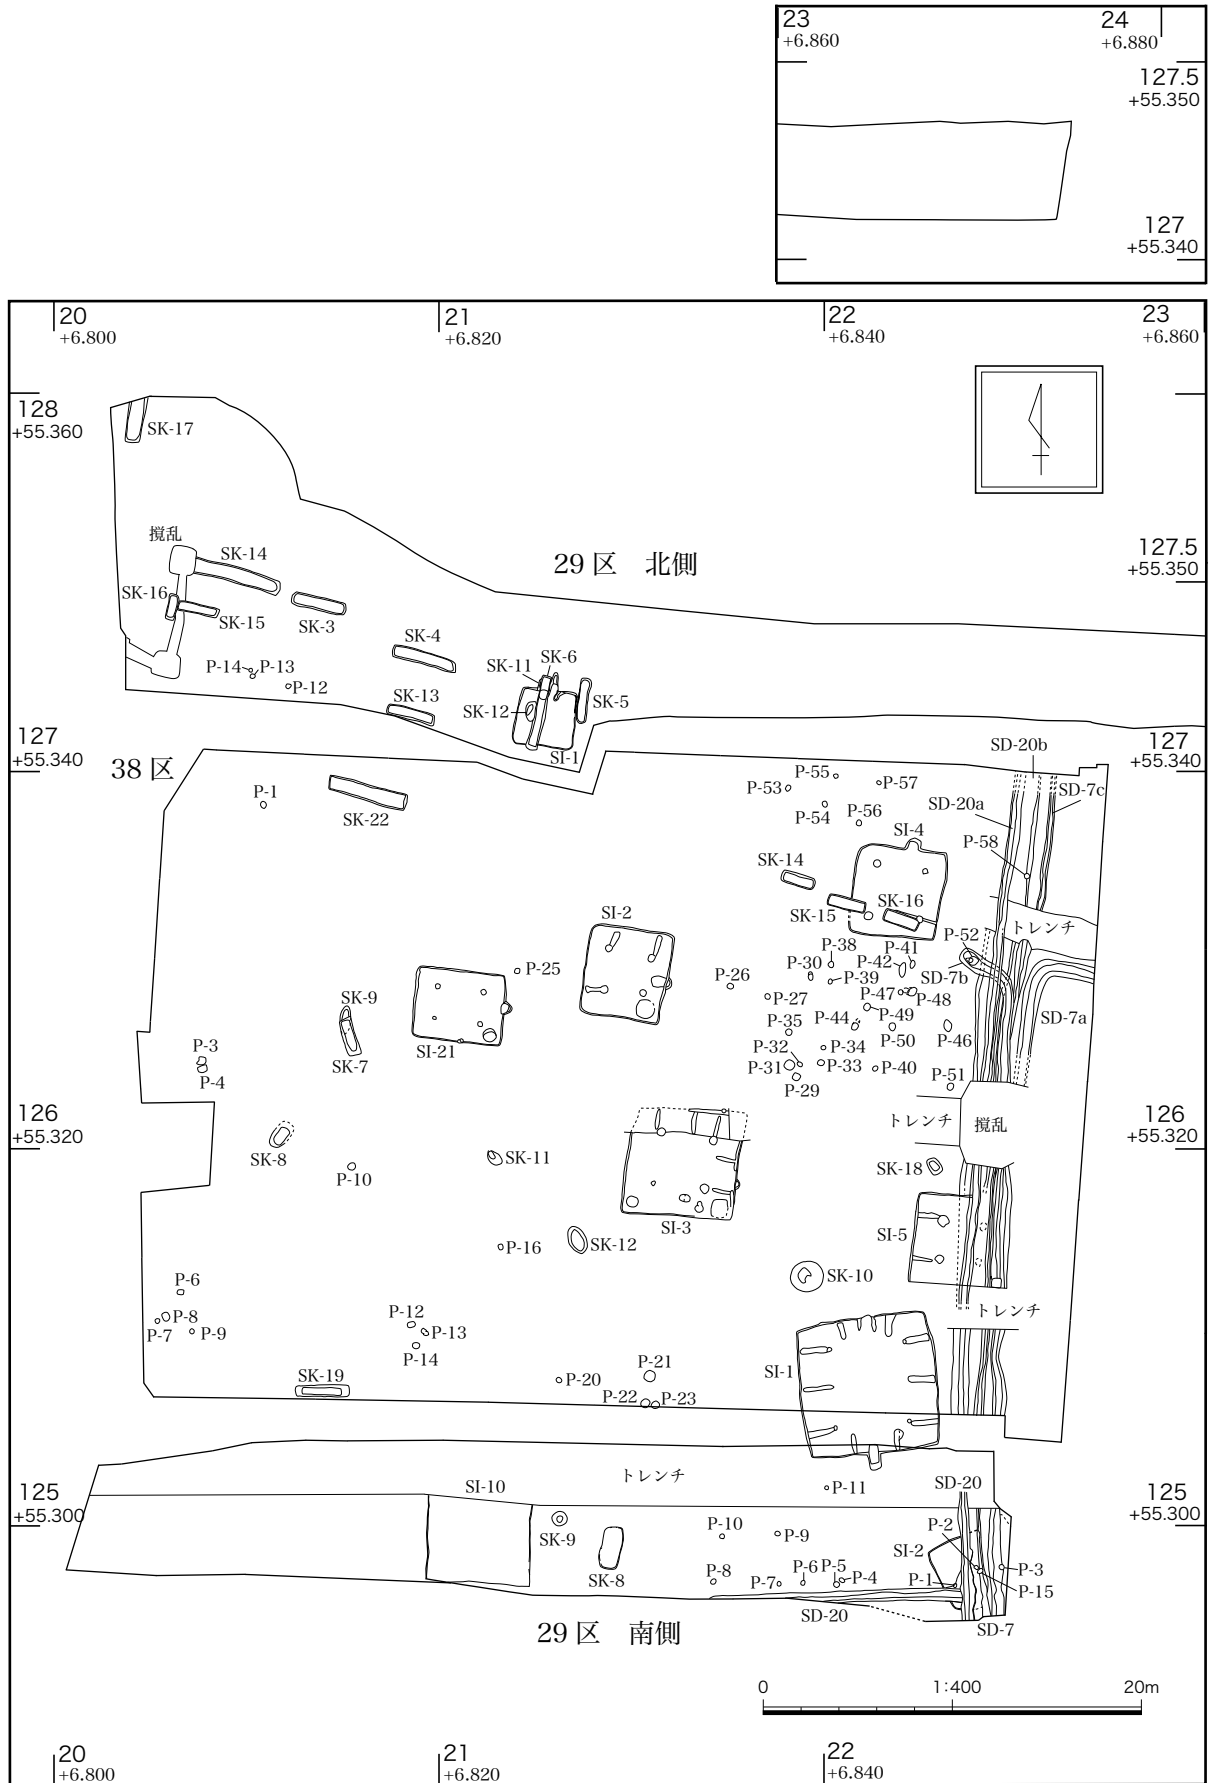 23
+6.860
24
+6.880
127.5
+55.350
127
+55.340
20
+6.800
21
+6.820
22
+6.840
23
+6.860
128
+55.360
SK-17
撹乱
SK-14
29 区　北側
127.5
+55.350
SK-16
SK-15
SK-3
SK-4
P-14
P-13
P-12
SK-11
SK-6
SK-13
SK-12
SK-5
SI-1
127
+55.340
38 区
SD-20b
127
+55.340
P-1
SK-22
P-55
P-53
P-57
P-54
P-56
SD-20a
SD-7c
SI-4
P-58
SK-14
SK-15
SK-16
SI-2
トレンチ
P-52
P-38
P-41
P-30
P-42
P-25
P-26
P-39
SD-7b
P-27
P-47
P-48
SK-9
P-49
SD-7a
P-35
P-44
P-50
P-46
SK-7
SI-21
P-3
P-4
P-32
P-34
P-31
P-33
P-40
P-29
P-51
126
+55.320
トレンチ
撹乱
126
+55.320
SK-8
SK-11
P-10
SK-18
SI-3
SI-5
P-16
SK-12
SK-10
P-6
P-8
P-7
P-9
P-12
P-13
P-14
トレンチ
SI-1
SK-19
P-20
P-21
P-22
P-23
トレンチ
125
+55.300
SI-10
P-11
SD-20
125
+55.300
SK-9
P-10
P-9
P-2
SI-2
SK-8
P-8
P-7
P-6
P-5
P-4
P-1
P-3
P-15
SD-20
SD-7
29 区　南側
0
1:400
20m
20
+6.800
21
+6.820
22
+6.840